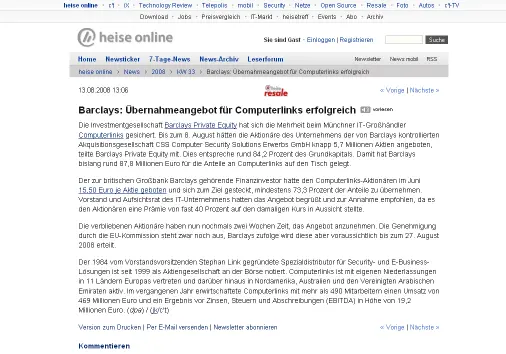 heise online · c't · iX · Technology Review · Telepolis · mobil · Security · Netze · Open Source · Resale · Foto · Autos · c't-TV
Download · Jobs · Preisvergleich · IT-Markt · heisetreff · Events · Abo · Archiv
heise online
Sie sind Gast · Einloggen | Registrieren
Suche
Home Newsticker 7-Tage-News News-Archiv Leserforum Newsletter News mobil RSS
heise online > News > 2008 > KW 33 > Barclays: Übernahmeangebot für Computerlinks erfolgreich
13.08.2008 13:06
heise resale
« Vorige | Nächste »
Barclays: Übernahmeangebot für Computerlinks erfolgreich vorlesen
Die Investmentgesellschaft Barclays Private Equity hat sich die Mehrheit beim Münchner IT-Großhändler
Computerlinks gesichert. Bis zum 8. August hätten die Aktionäre des Unternehmens der von Barclays kontrollierten
Akquisitionsgesellschaft CSS Computer Security Solutions Erwerbs GmbH knapp 5,7 Millionen Aktien angeboten,
teilte Barclays Private Equity mit. Dies entspreche rund 84,2 Prozent des Grundkapitals. Damit hat Barclays
bislang rund 87,8 Millionen Euro für die Anteile an Computerlinks auf den Tisch gelegt.
Der zur britischen Großbank Barclays gehörende Finanzinvestor hatte den Computerlinks-Aktionären im Juni
15,50 Euro je Aktie geboten und sich zum Ziel gesteckt, mindestens 73,3 Prozent der Anteile zu übernehmen.
Vorstand und Aufsichtsrat des IT-Unternehmens hatten das Angebot begrüßt und zur Annahme empfohlen, da es
den Aktionären eine Prämie von fast 40 Prozent auf den damaligen Kurs in Aussicht stellte.
Die verbliebenen Aktionäre haben nun nochmals zwei Wochen Zeit, das Angebot anzunehmen. Die Genehmigung
durch die EU-Kommission steht zwar noch aus, Barclays zufolge wird diese aber voraussichtlich bis zum 27. August
2008 erteilt.
Der 1984 vom Vorstandsvorsitzenden Stephan Link gegründete Spezialdistributor für Security- und E-Business-
Lösungen ist seit 1999 als Aktiengesellschaft an der Börse notiert. Computerlinks ist mit eigenen Niederlassungen
in 11 Ländern Europas vertreten und darüber hinaus in Nordamerika, Australien und den Vereinigten Arabischen
Emiraten aktiv. Im vergangenen Jahr erwirtschaftete Computerlinks mit mehr als 490 Mitarbeitern einen Umsatz von
469 Millionen Euro und ein Ergebnis vor Zinsen, Steuern und Abschreibungen (EBITDA) in Höhe von 19,2
Millionen Euro. (dpa) / (jk/c't)
Version zum Drucken | Per E-Mail versenden | Newsletter abonnieren
« Vorige | Nächste »
Kommentieren